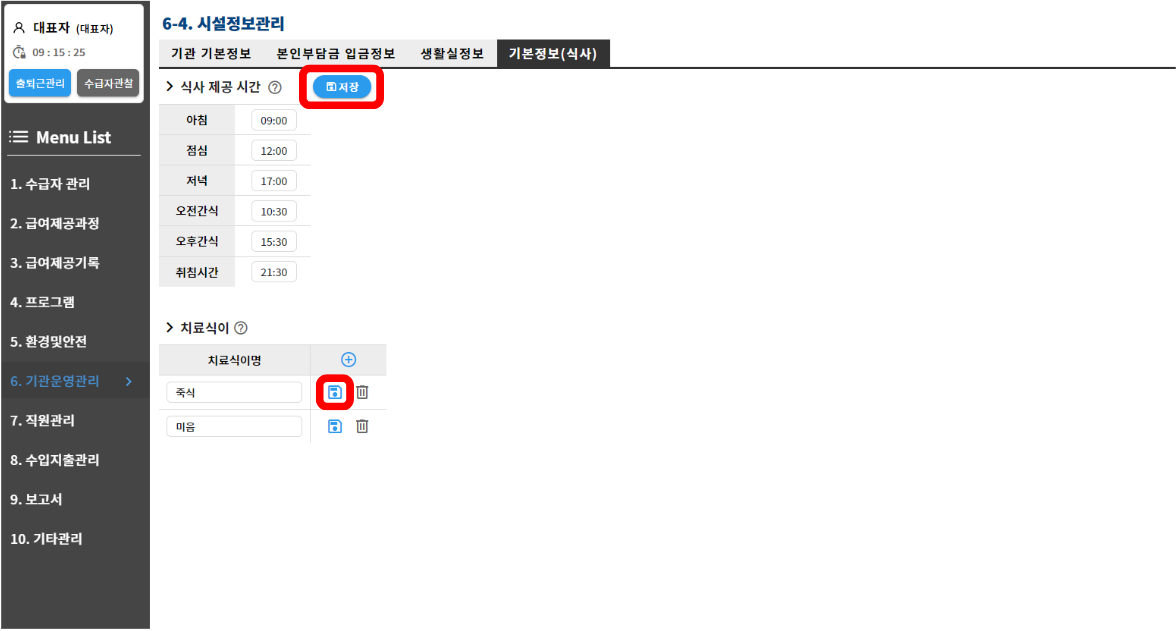 대표자 (대표자)
09 : 15 : 25
출퇴근관리 수급자관찰
Menu List
1. 수급자 관리
2. 급여제공과정
3. 급여제공기록
4. 프로그램
5. 환경및안전
6. 기관운영관리
7. 직원관리
8. 수입지출관리
9. 보고서
10. 기타관리
6-4. 시설정보관리
기관 기본정보 본인부담금 입금정보 생활실정보 기본정보(식사)
식사 제공 시간 ? 저장
아침 09:00
점심 12:00
저녁 17:00
오전간식 10:30
오후간식 15:30
취침시간 21:30
치료식이 ?
치료식이명
죽식
미음